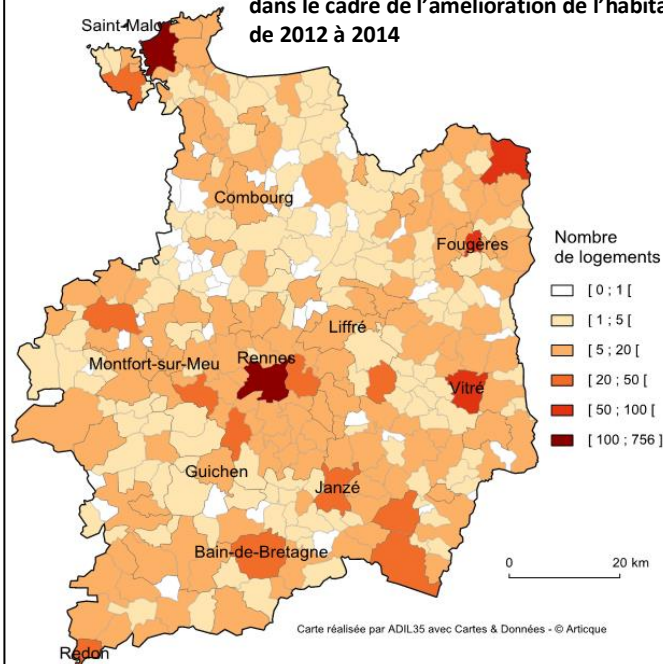 dans le cadre de l’amélioration de l’habita
de 2012 à 2014
Saint-Malo
Combourg
Fougères
Nombre
de logements
[ 0 ; 1 [
[ 1 ; 5 [
[ 5 ; 20 [
[ 20 ; 50 [
[ 50 ; 100 [
[ 100 ; 756 ]
Liffré
Montfort-sur-Meu
Rennes
Vitré
Guichen
Janzé
Bain-de-Bretagne
0 20 km
Carte réalisée par ADIL35 avec Cartes & Données - © Articque
Redon